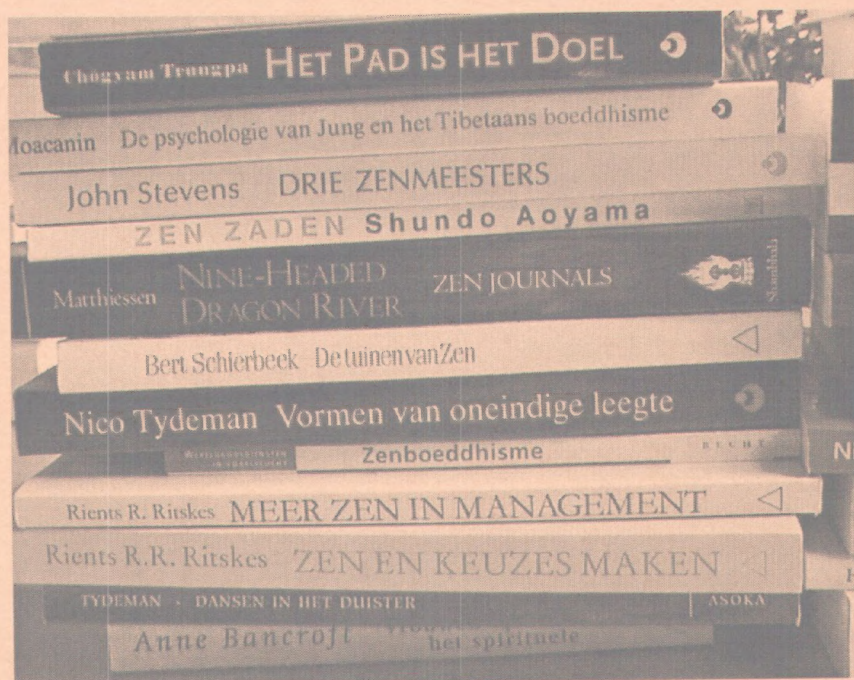 Chögyam Trungpa HET PAD IS HET DOEL
Moacanin De psychologie van Jung en het Tibetaans boeddhisme
John Stevens DRIE ZENMEESTERS
ZEN ZADEN Shundo Aoyama
Matthiessen NINE-HEADED DRAGON RIVER ZEN JOURNALS Shambhala
Bert Schierbeek De tuinen van Zen
Nico Tydeman Vormen van oneindige leegte
WERELDGODSDIENSTEN
Zenboeddhisme
Rients R. Ritskes MEER ZEN IN MANAGEMENT
Rients R.R. Ritskes ZEN EN KEUZES MAKEN
TYDEMAN · DANSEN IN HET DUISTER ASOKA
Anne Bancroft
het spirituele
N